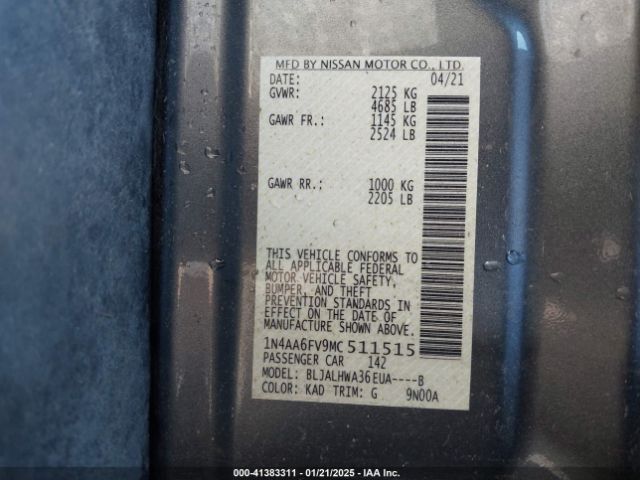 MFD BY NISSAN MOTOR CO., LTD.
DATE: 04/21
GVWR: 2125 KG
4685 LB
GAWR FR.: 1145 KG
2524 LB
GAWR RR.: 1000 KG
2205 LB
THIS VEHICLE CONFORMS TO
ALL APPLICABLE FEDERAL
MOTOR VEHICLE SAFETY,
BUMPER, AND THEFT
PREVENTION STANDARDS IN
EFFECT ON THE DATE OF
MANUFACTURE SHOWN ABOVE.
1N4AA6FV9MC511515
PASSENGER CAR 142
MODEL: BLJALHWA36EUA----B
COLOR: KAD TRIM: G 9N00A
000-41383311 / 01/21/2025 - IAA Inc.